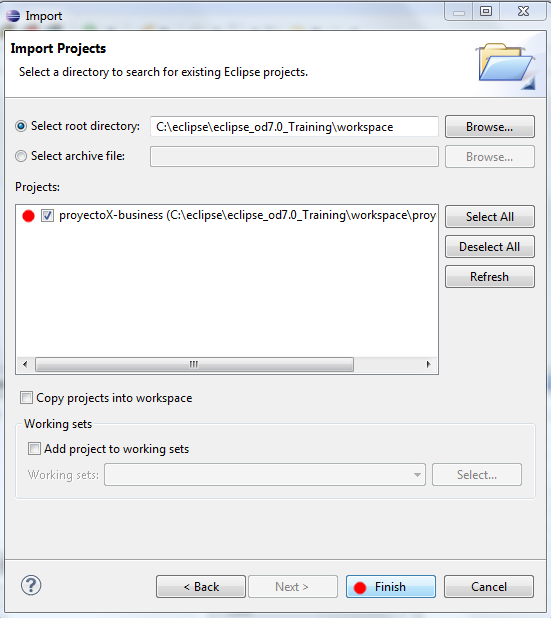 Import
Import Projects
Select a directory to search for existing Eclipse projects.
Select root directory: C:\eclipse\eclipse_od7.0_Training\workspace Browse...
Select archive file: Browse...
Projects:
proyectoX-business (C:\eclipse\eclipse_od7.0_Training\workspace\proy Select All
Deselect All
Refresh
Copy projects into workspace
Working sets
Add project to working sets
Working sets: Select...
< Back Next > Finish Cancel